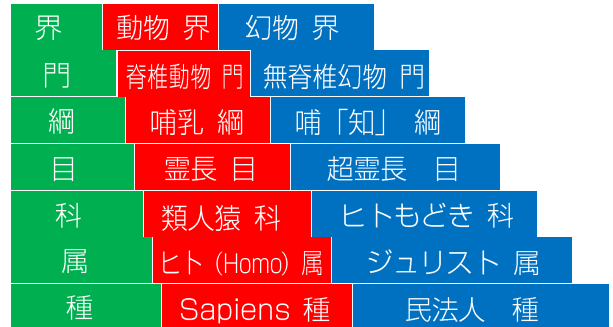 界 動物 界 幻物 界
門 脊椎動物 門 無脊椎幻物 門
綱 哺乳 綱 哺「知」 綱
目 霊長 目 超霊長 目
科 類人猿 科 ヒトもどき 科
属 ヒト (Homo) 属 ジュリスト 属
種 Sapiens 種 民法人 種